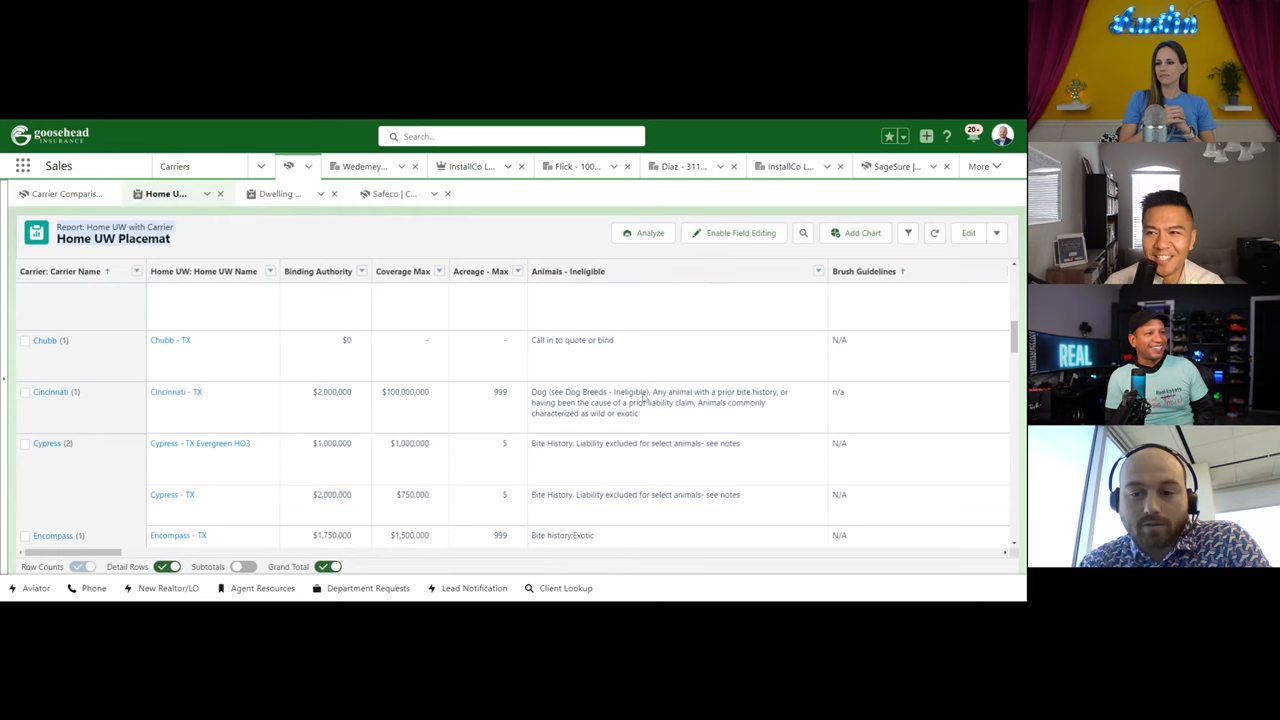 Austin
goosehead
INSURANCE
Search...
20+
Sales
Carriers
Wedemey...
InstallCo L...
Flick - 100...
Diaz - 311...
InstallCo L...
SageSure |...
More
Carrier Comparis...
Home U...
Dwelling ...
Safeco | C...
Report: Home UW with Carrier
Home UW Placemat
Analyze
Enable Field Editing
Add Chart
Edit
Carrier: Carrier Name
Home UW: Home UW Name
Binding Authority
Coverage Max
Acreage - Max
Animals - Ineligible
Brush Guidelines
Chubb (1)
Chubb - TX
$0
-
-
Call in to quote or bind
N/A
Cincinnati (1)
Cincinnati - TX
$2,000,000
$100,000,000
999
Dog (see Dog Breeds - Ineligible), Any animal with a prior bite history, or
having been the cause of a prior liability claim, Animals commonly
characterized as wild or exotic
n/a
Cypress (2)
Cypress - TX Evergreen HO3
$1,000,000
$1,000,000
5
Bite History. Liability excluded for select animals- see notes
N/A
Cypress - TX
$2,000,000
$750,000
5
Bite History. Liability excluded for select animals- see notes
N/A
Encompass (1)
Encompass - TX
$1,750,000
$1,500,000
999
Bite history;Exotic
N/A
Row Counts
Detail Rows
Subtotals
Grand Total
Aviator
Phone
New Realtor/LO
Agent Resources
Department Requests
Lead Notification
Client Lookup
REAL